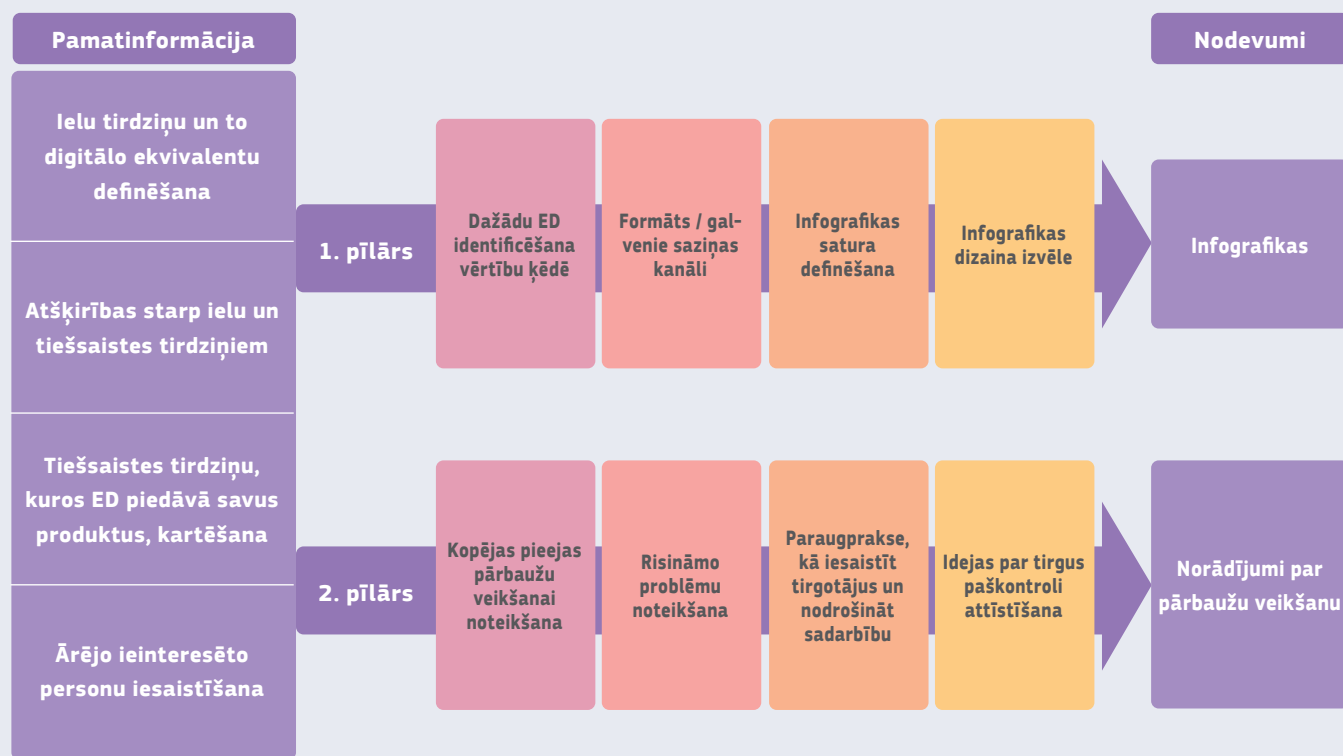 Pamatinformācija
Nodevumi
Ielu tirdziņu un to
digitālo ekvivalentu
definēšana
Atšķirības starp ielu un
tiešsaistes tirdziņiem
Tiešsaistes tirdziņu,
kuros ED piedāvā savus
produktus, kartēšana
Ārējo ieinteresēto
personu iesaistīšana
1. pīlārs
Dažādu ED
identificēšana
vērtību ķēdē
Formāts / gal-
venie saziņas
kanāli
Infografikas
satura
definēšana
Infografikas
dizaina izvēle
Infografikas
2. pīlārs
Kopējas pieejas
pārbaužu
veikšanai
noteikšana
Risināmo
problēmu
noteikšana
Paraugprakse,
kā iesaistīt
tirgotājus un
nodrošināt
sadarbību
Idejas par tirgus
paškontroli
attīstīšana
Norādījumi par
pārbaužu veikšanu